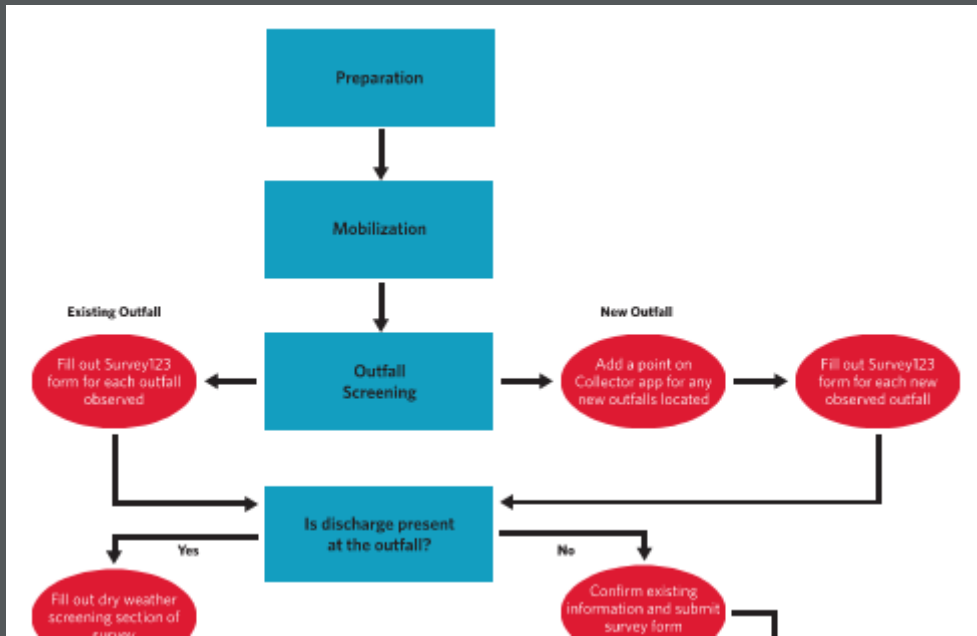 Preparation
Mobilization
Existing Outfall
New Outfall
Fill out Survey123
form for each outfall
observed
Outfall
Screening
Add a point on
Collector app for any
new outfalls located
Fill out Survey123
form for each new
observed outfall
Is discharge present
at the outfall?
Yes
No
Fill out dry weather
screening section of
survey
Confirm existing
information and submit
survey form